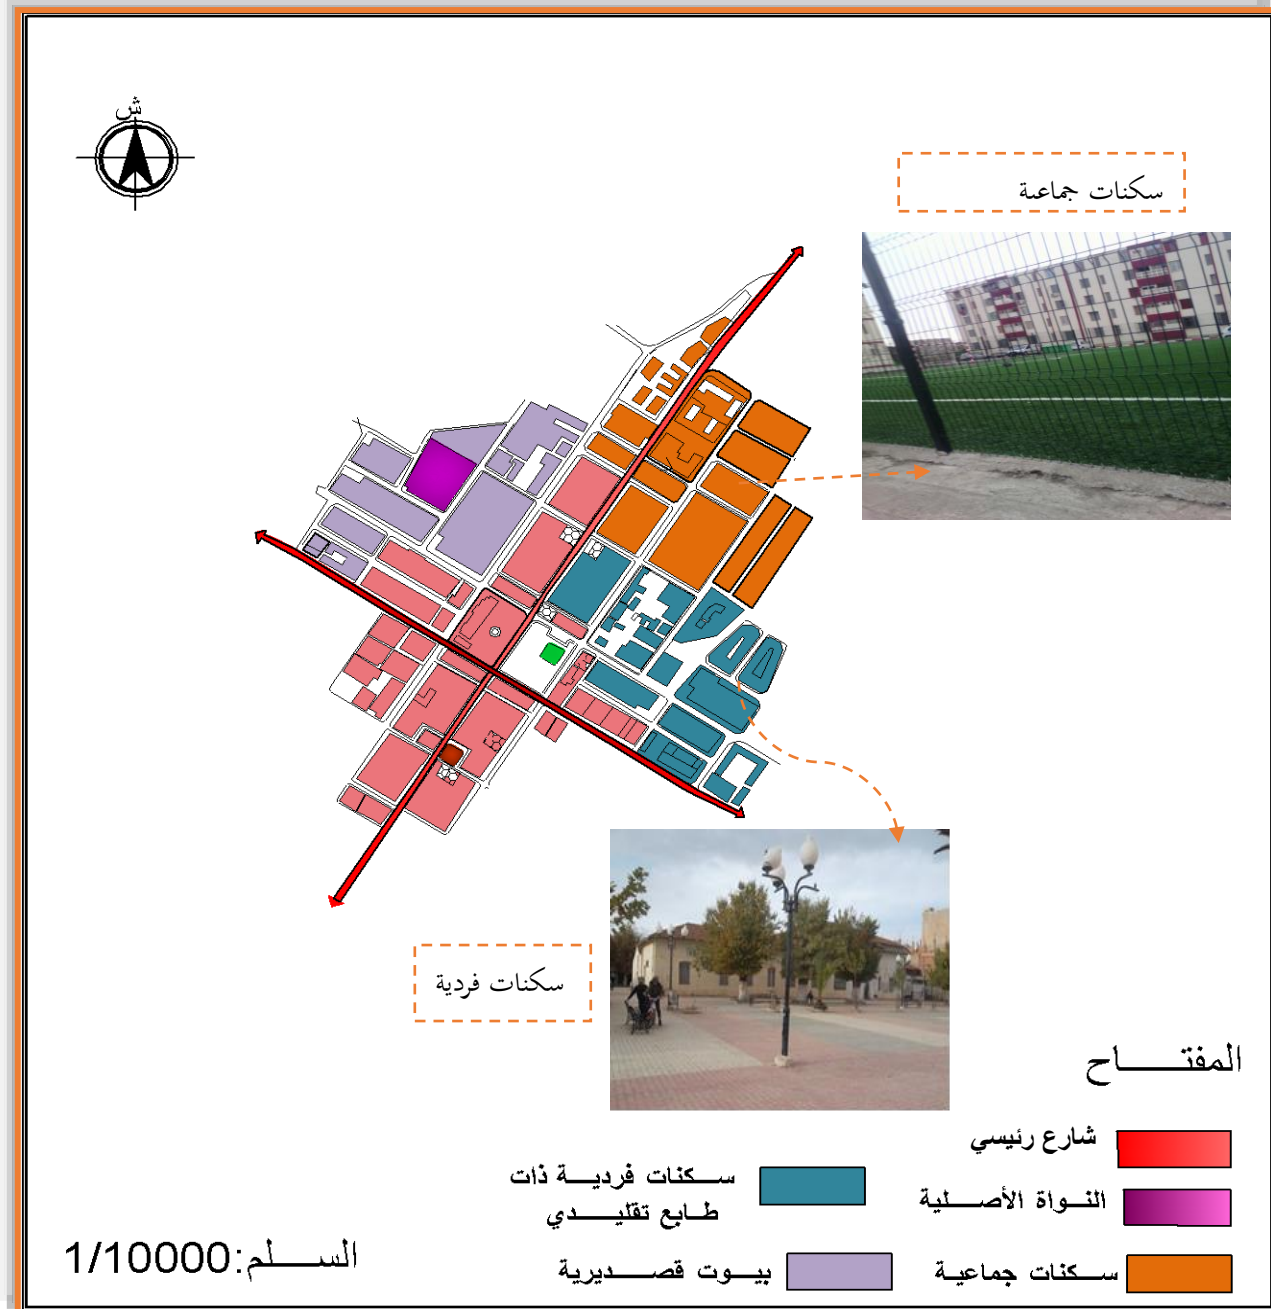 ش
سكنات جماعية
سكنات فردية
المفتاح
شارع رئيسي
النواة الأصلية
سكنات جماعية
سكنات فردية ذات
طابع تقليدي
بيوت قصديرية
السلم:1/10000